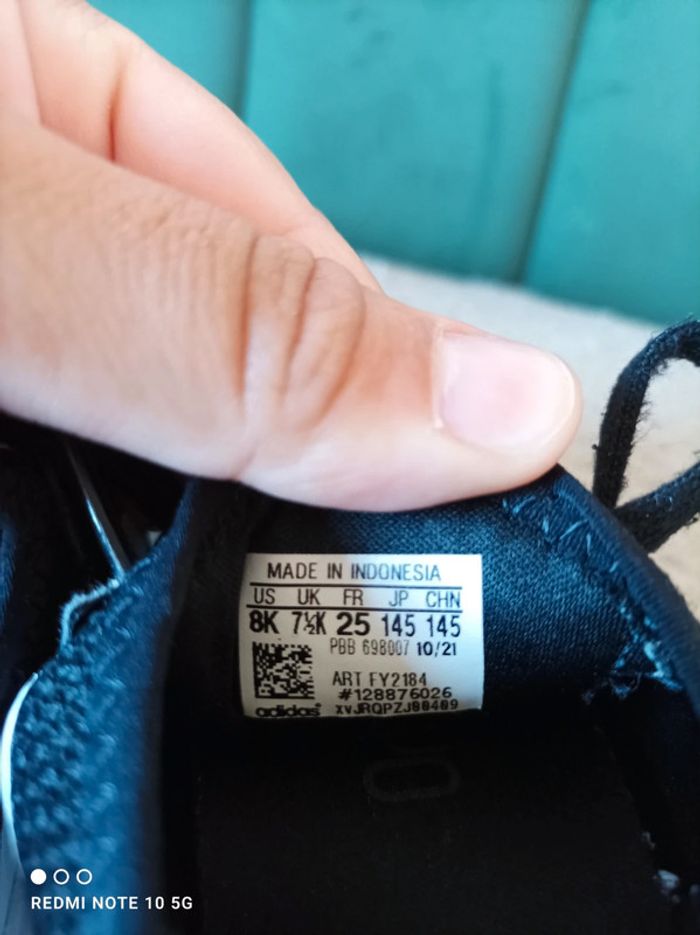 MADE IN INDONESIA
US UK FR JP CHN
8K 7½K 25 145 145
PBB 698007 10/21
ART FY2184
#128876026
adidas XVJRQPZJ80409
REDMI NOTE 10 5G